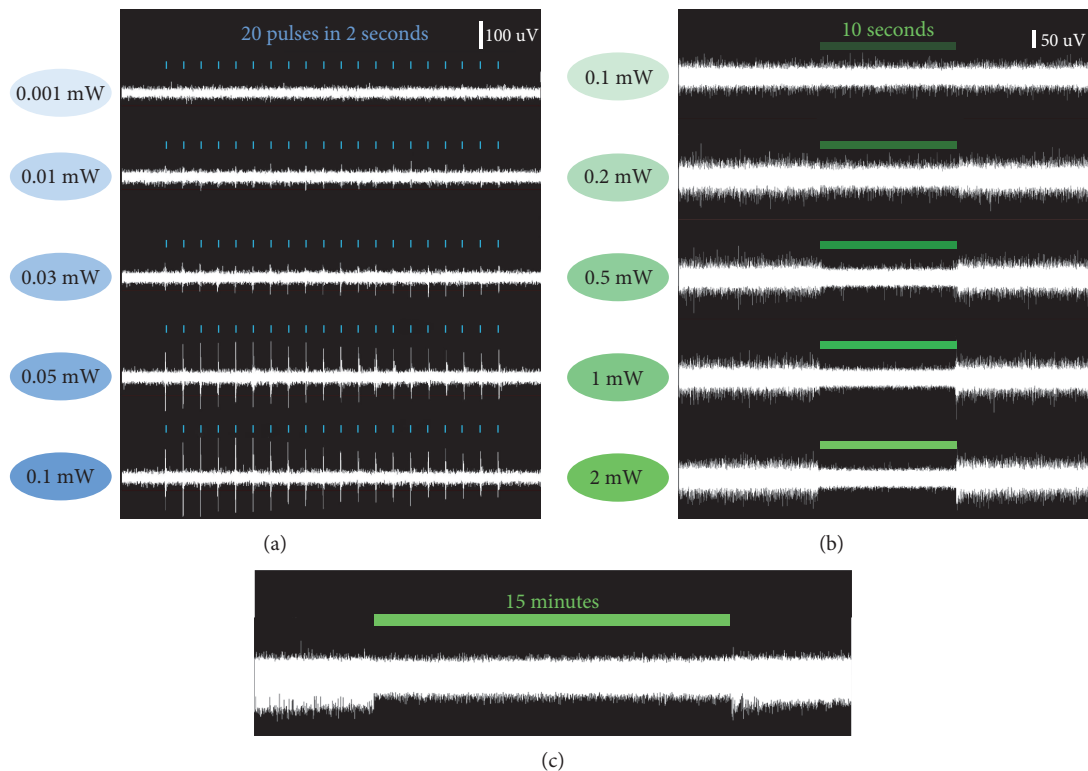 20 pulses in 2 seconds
100 uV
0.001 mW
0.01 mW
0.03 mW
0.05 mW
0.1 mW
(a)
10 seconds
50 uV
0.1 mW
0.2 mW
0.5 mW
1 mW
2 mW
(b)
15 minutes
(c)